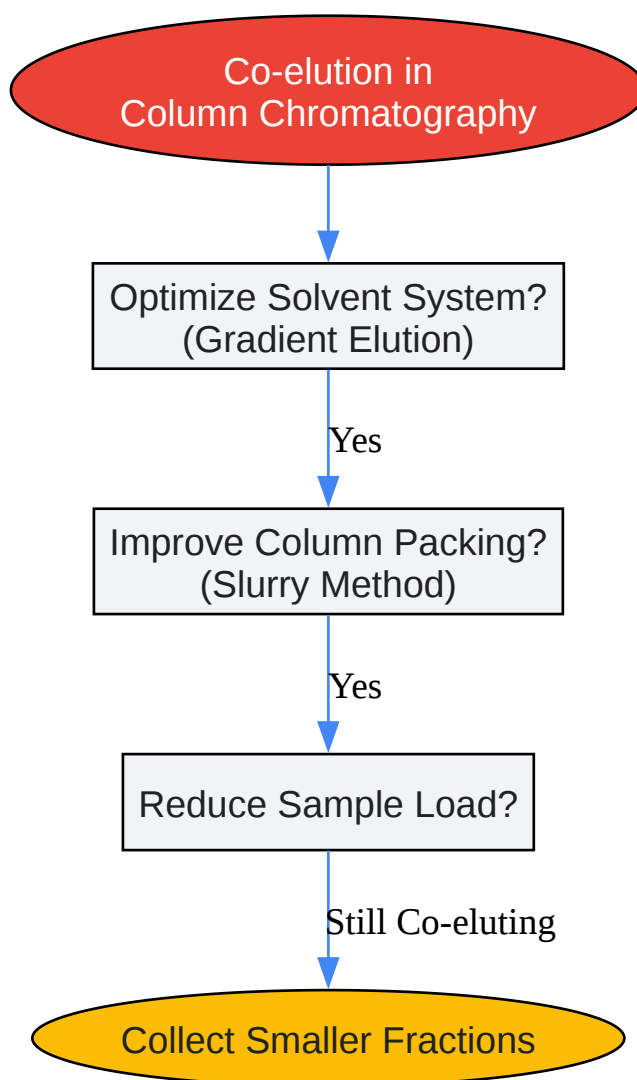 Co-elution in
Column Chromatography
Optimize Solvent System?
(Gradient Elution)
Yes
Improve Column Packing?
(Slurry Method)
Yes
Reduce Sample Load?
Still Co-eluting
Collect Smaller Fractions